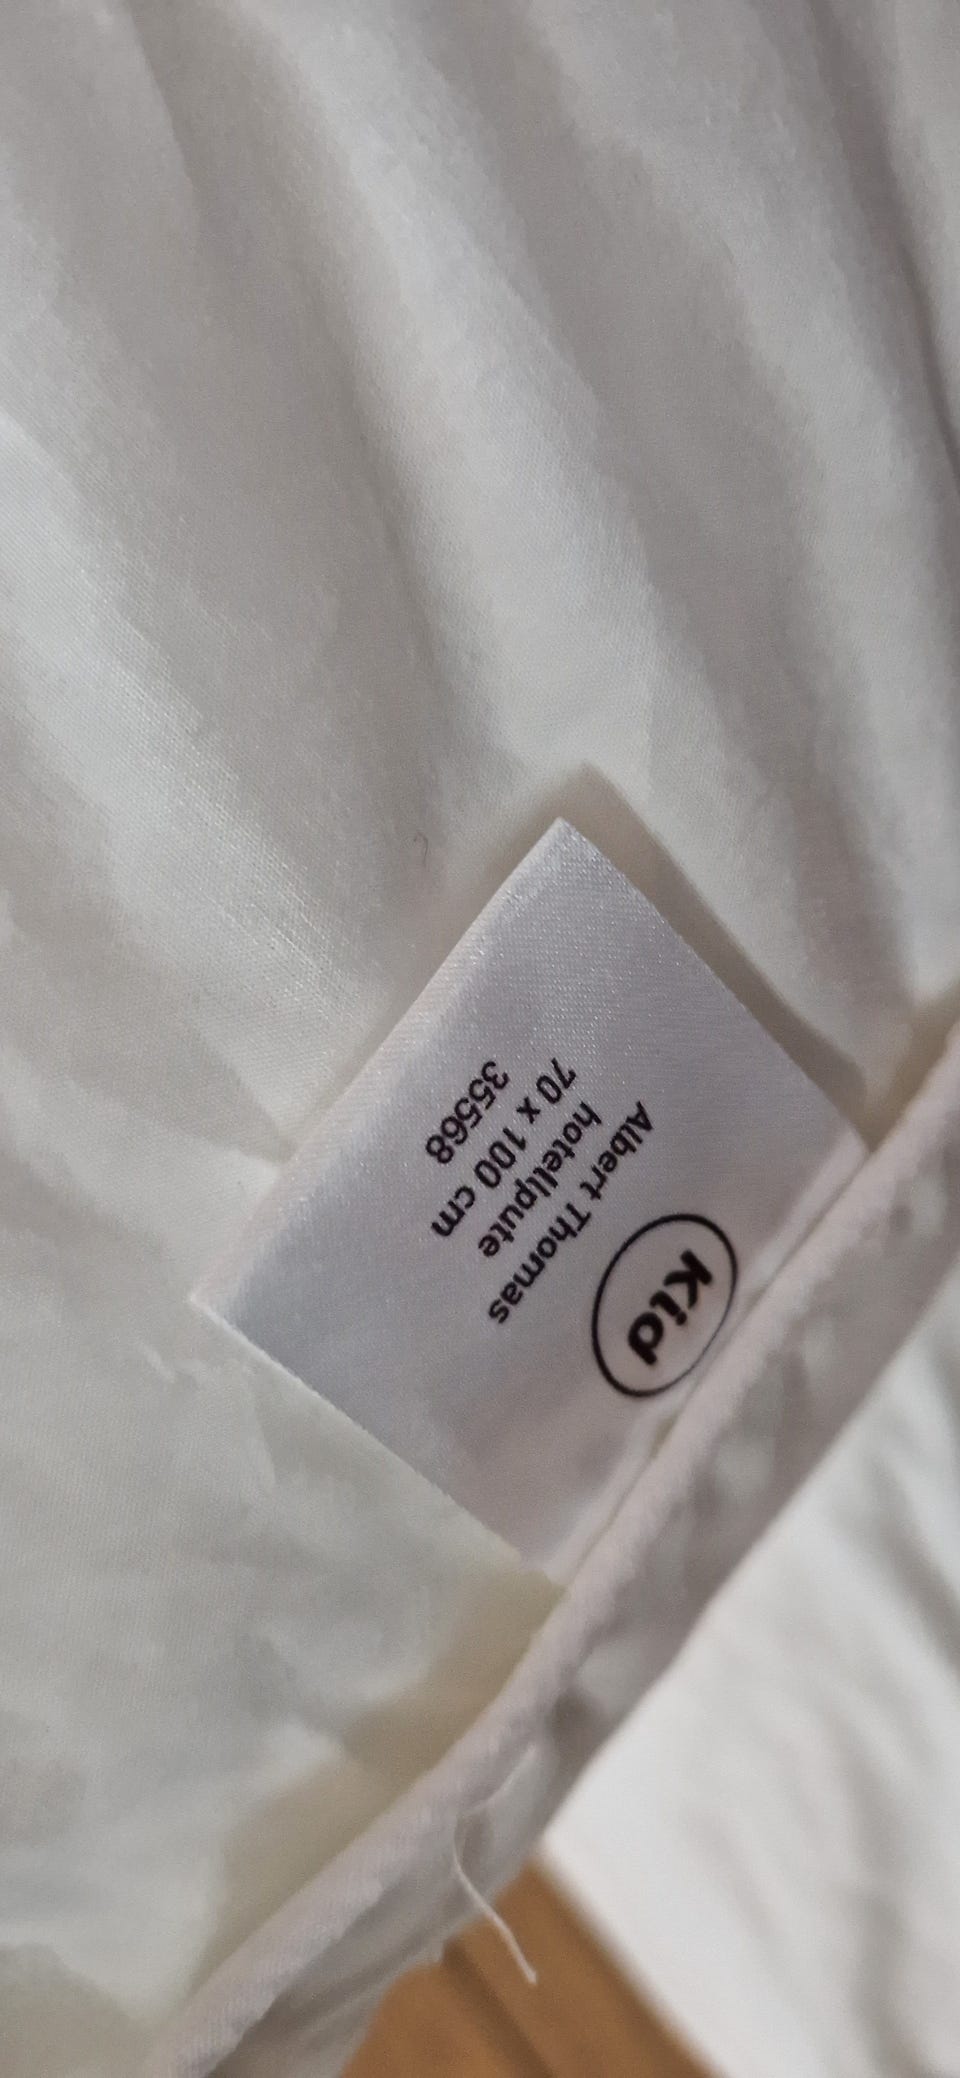 Kid
Albert Thomas
hotellpute
70 x 100 cm
35568